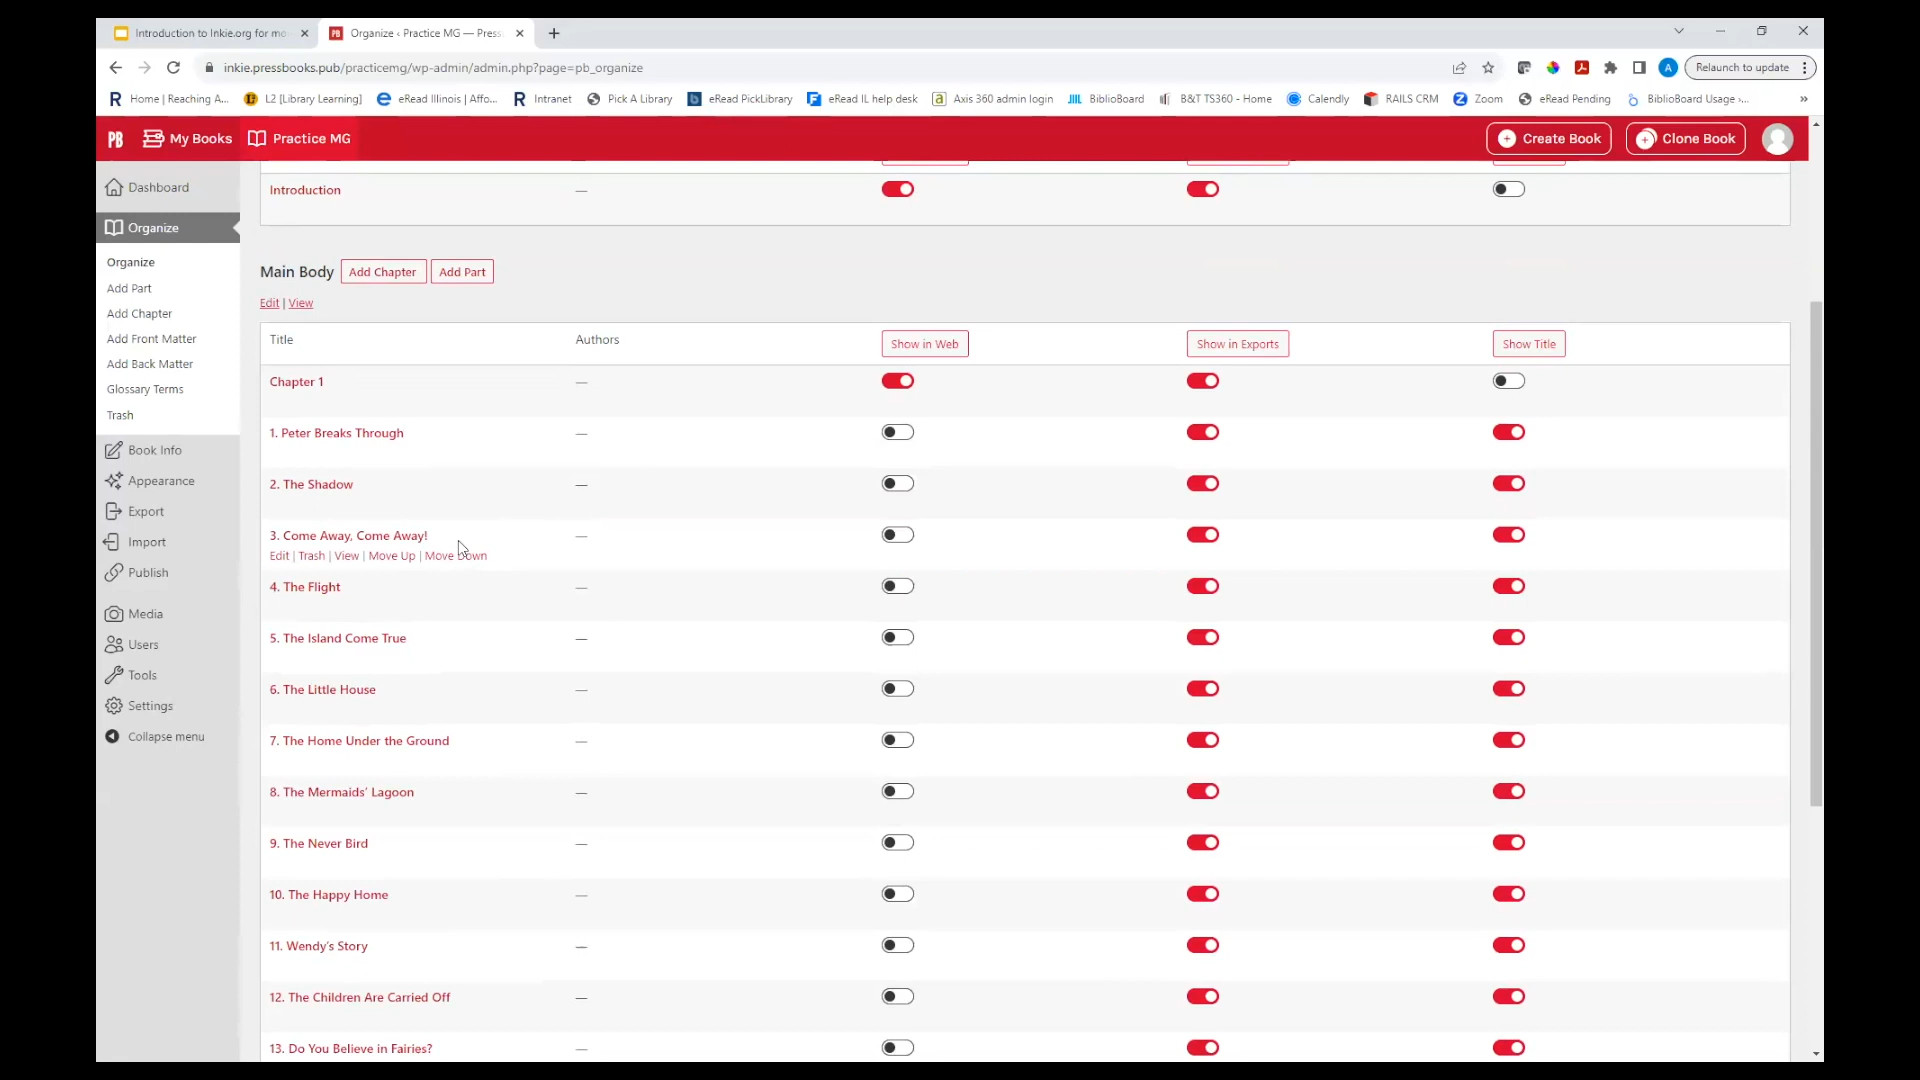 Introduction to Inkie.org for mo
Organize ‹ Practice MG — Press
inkie.pressbooks.pub/practicemg/wp-admin/admin.php?page=pb_organize
A
Relaunch to update
Home | Reaching A...
L2 [Library Learning]
eRead Illinois | Affo...
Intranet
Pick A Library
eRead PickLibrary
eRead IL help desk
Axis 360 admin login
BiblioBoard
B&T TS360 - Home
Calendly
RAILS CRM
Zoom
eRead Pending
BiblioBoard Usage ›...
»
PB
My Books
Practice MG
Create Book
Clone Book
Dashboard
Organize
Organize
Add Part
Add Chapter
Add Front Matter
Add Back Matter
Glossary Terms
Trash
Book Info
Appearance
Export
Import
Publish
Media
Users
Tools
Settings
Collapse menu
Introduction —
Main Body Add Chapter Add Part
Edit | View
Title Authors Show in Web Show in Exports Show Title
Chapter 1 —
1. Peter Breaks Through —
2. The Shadow —
3. Come Away, Come Away! —
Edit | Trash | View | Move Up | Move Down
4. The Flight —
5. The Island Come True —
6. The Little House —
7. The Home Under the Ground —
8. The Mermaids’ Lagoon —
9. The Never Bird —
10. The Happy Home —
11. Wendy’s Story —
12. The Children Are Carried Off —
13. Do You Believe in Fairies? —